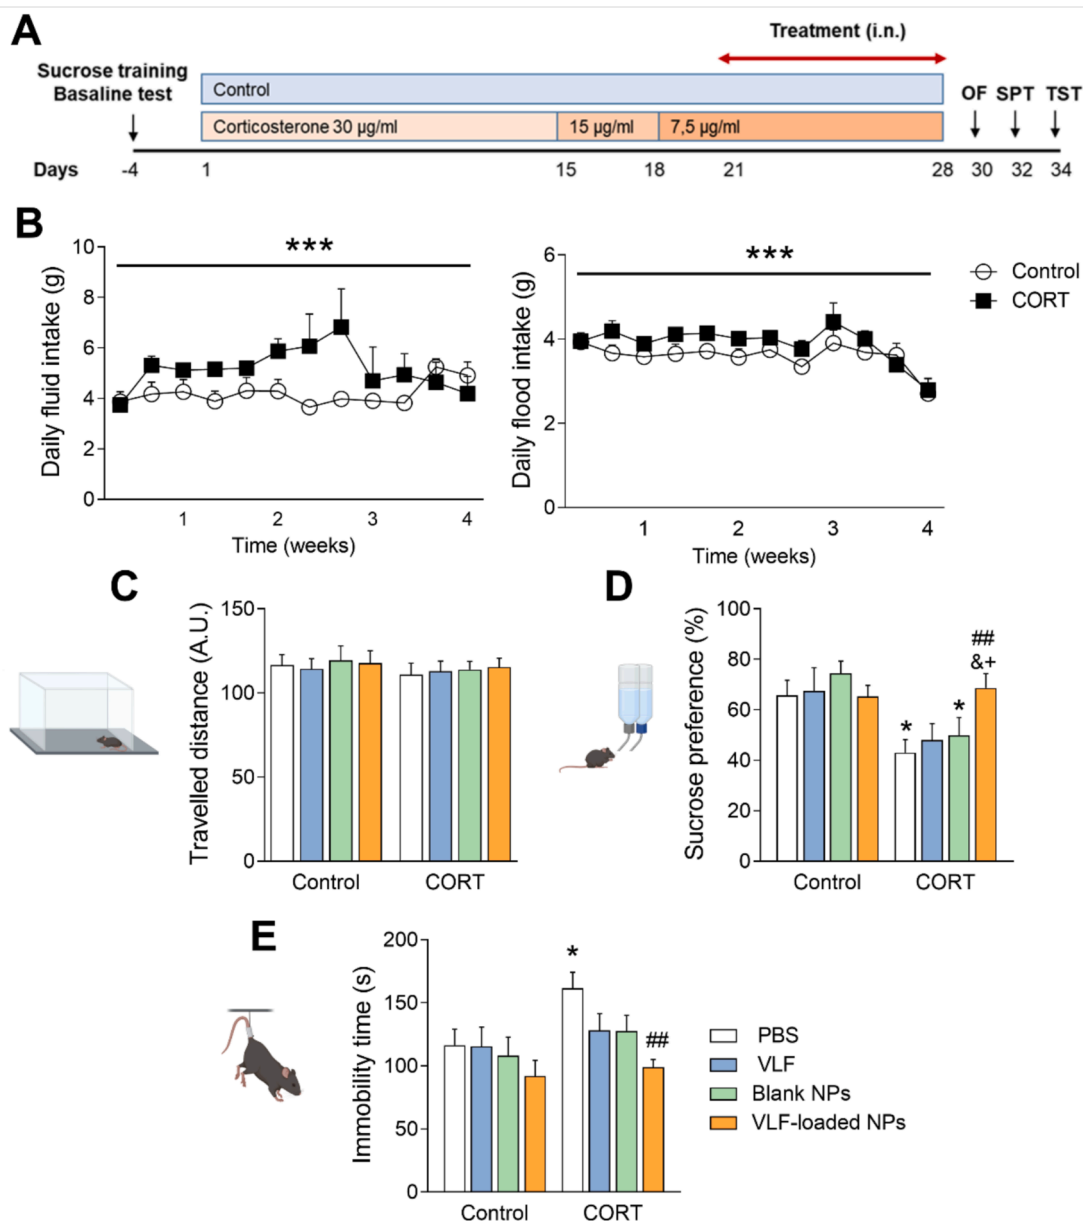 A
Treatment (i.n.)
Sucrose training
Basaline test
Control
Corticosterone 30 µg/ml
15 µg/ml
7,5 µg/ml
OF SPT TST
Days -4 1 15 18 21 28 30 32 34
B
***
Daily fluid intake (g)
10
8
6
4
2
0
1 2 3 4
Time (weeks)
***
Daily flood intake (g)
6
4
2
0
1 2 3 4
Time (weeks)
Control
CORT
C
Travelled distance (A.U.)
150
100
50
0
Control CORT
D
Sucrose preference (%)
100
80
60
40
20
0
*
*
##
&+
Control CORT
E
Immobility time (s)
200
150
100
50
0
*
##
Control CORT
PBS
VLF
Blank NPs
VLF-loaded NPs